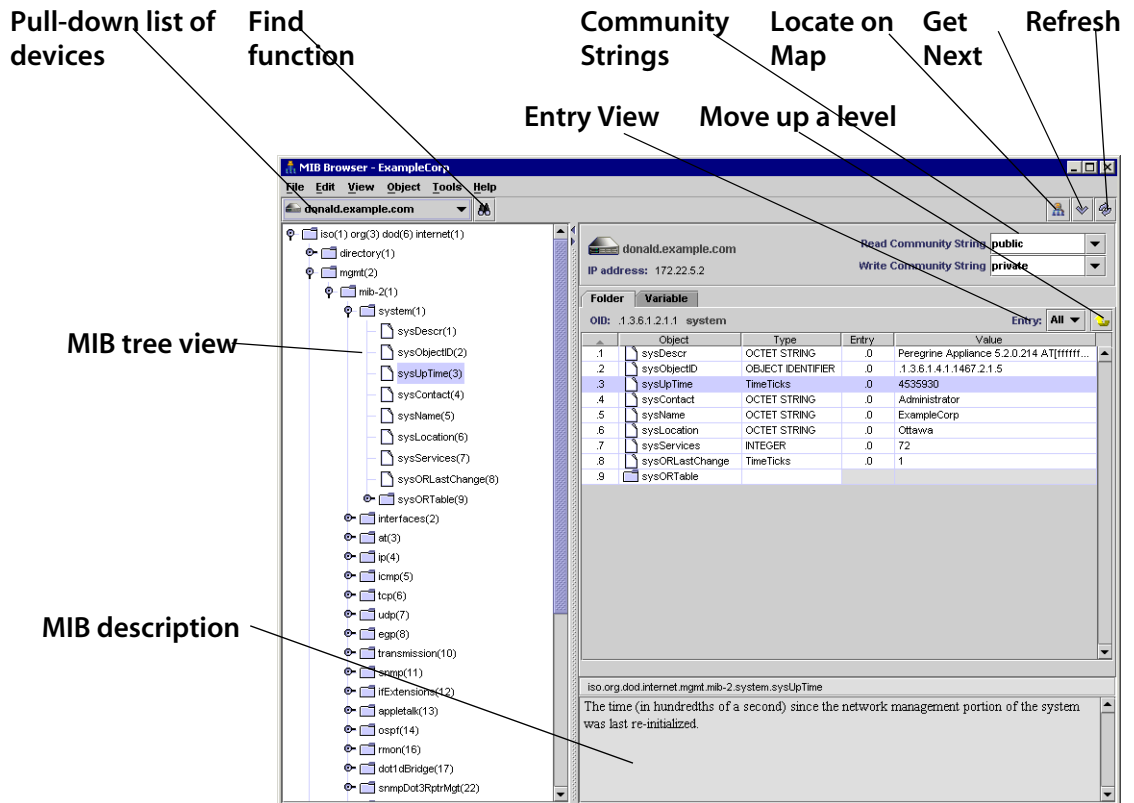 Pull-down list of devices
Find function
Community Strings
Locate on Map
Get Next
Refresh
Entry View
Move up a level
MIB tree view
MIB description
MIB Browser - ExampleCorp
File Edit View Object Tools Help
donald.example.com
iso(1) org(3) dod(6) internet(1)
directory(1)
mgmt(2)
mib-2(1)
system(1)
sysDescr(1)
sysObjectID(2)
sysUpTime(3)
sysContact(4)
sysName(5)
sysLocation(6)
sysServices(7)
sysORLastChange(8)
sysORTable(9)
interfaces(2)
at(3)
ip(4)
icmp(5)
tcp(6)
udp(7)
egp(8)
transmission(10)
snmp(11)
ifExtensions(12)
appletalk(13)
ospf(14)
rmon(16)
dot1dBridge(17)
snmpDot3RptrMgt(22)
donald.example.com
IP address: 172.22.5.2
Read Community String public
Write Community String private
Folder Variable
OID: .1.3.6.1.2.1.1 system Entry: All
Object Type Entry Value
.1 sysDescr OCTET STRING .0 Peregrine Appliance 5.2.0.214 AT[ffffff...
.2 sysObjectID OBJECT IDENTIFIER .0 .1.3.6.1.4.1.1467.2.1.5
.3 sysUpTime TimeTicks .0 4535930
.4 sysContact OCTET STRING .0 Administrator
.5 sysName OCTET STRING .0 ExampleCorp
.6 sysLocation OCTET STRING .0 Ottawa
.7 sysServices INTEGER .0 72
.8 sysORLastChange TimeTicks .0 1
.9 sysORTable
iso.org.dod.internet.mgmt.mib-2.system.sysUpTime
The time (in hundredths of a second) since the network management portion of the system
was last re-initialized.